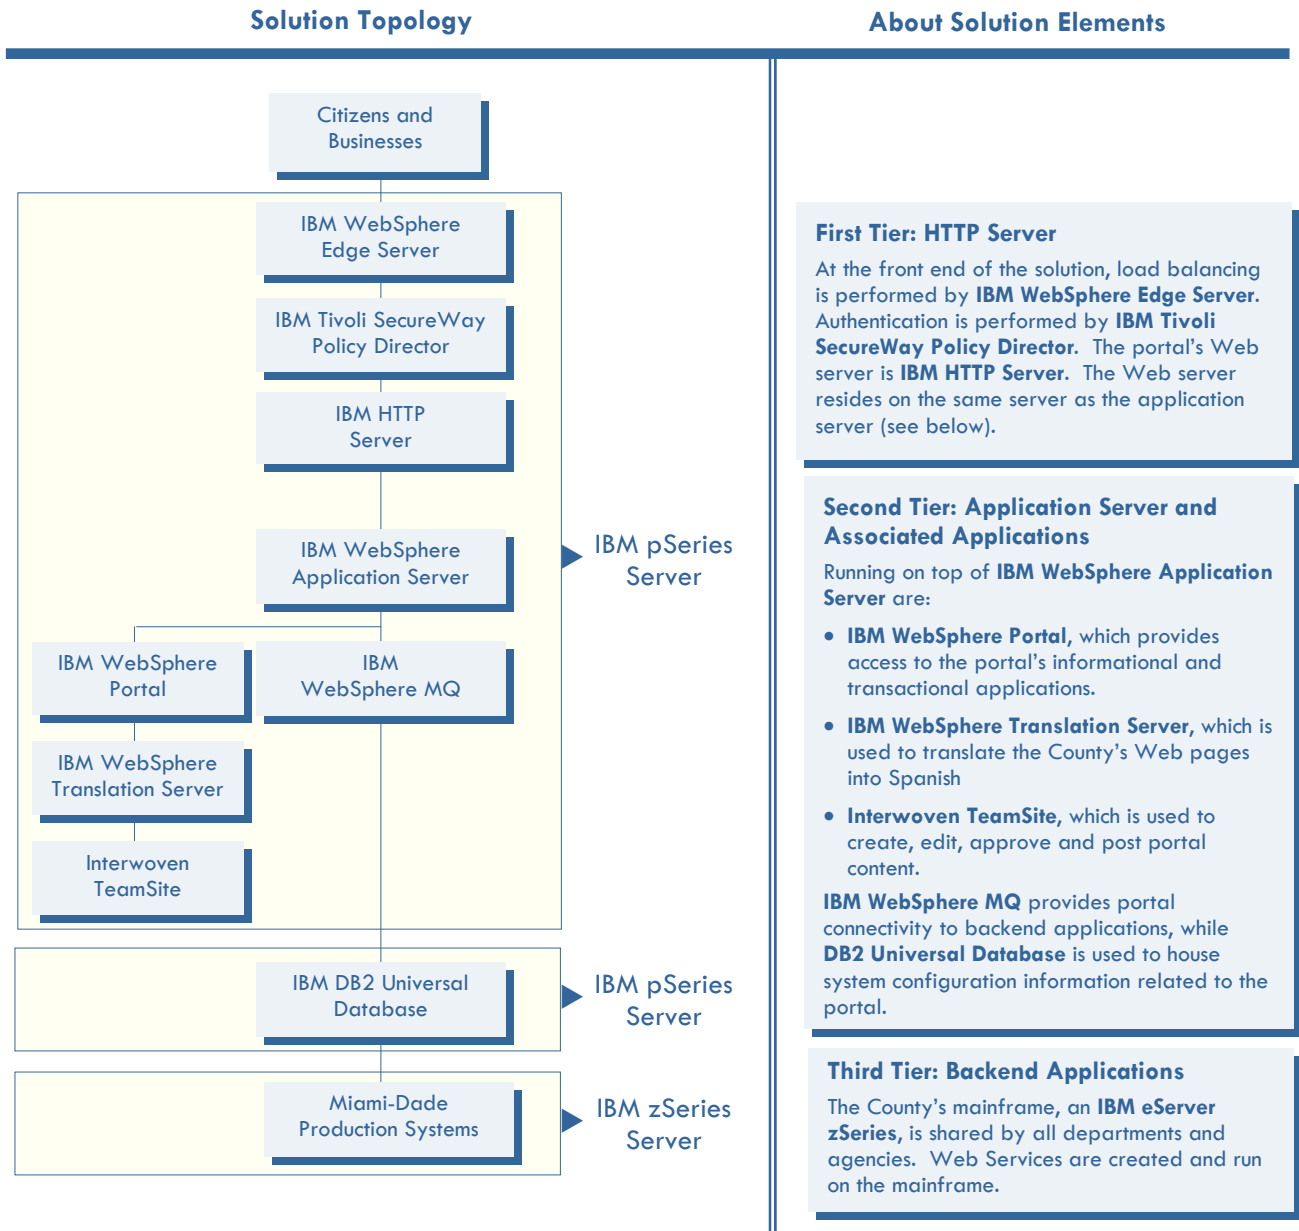 Solution Topology
Citizens and
Businesses
IBM WebSphere
Edge Server
IBM Tivoli SecureWay
Policy Director
IBM HTTP
Server
IBM WebSphere
Application Server
IBM pSeries
Server
IBM WebSphere
Portal
IBM
WebSphere MQ
IBM WebSphere
Translation Server
Interwoven
TeamSite
IBM DB2 Universal
Database
IBM pSeries
Server
Miami-Dade
Production Systems
IBM zSeries
Server
About Solution Elements
First Tier: HTTP Server
At the front end of the solution, load balancing
is performed by IBM WebSphere Edge Server.
Authentication is performed by IBM Tivoli
SecureWay Policy Director. The portal's Web
server is IBM HTTP Server. The Web server
resides on the same server as the application
server (see below).
Second Tier: Application Server and
Associated Applications
Running on top of IBM WebSphere Application
Server are:
• IBM WebSphere Portal, which provides
access to the portal's informational and
transactional applications.
• IBM WebSphere Translation Server, which is
used to translate the County's Web pages
into Spanish
• Interwoven TeamSite, which is used to
create, edit, approve and post portal
content.
IBM WebSphere MQ provides portal
connectivity to backend applications, while
DB2 Universal Database is used to house
system configuration information related to the
portal.
Third Tier: Backend Applications
The County's mainframe, an IBM eServer
zSeries, is shared by all departments and
agencies. Web Services are created and run
on the mainframe.